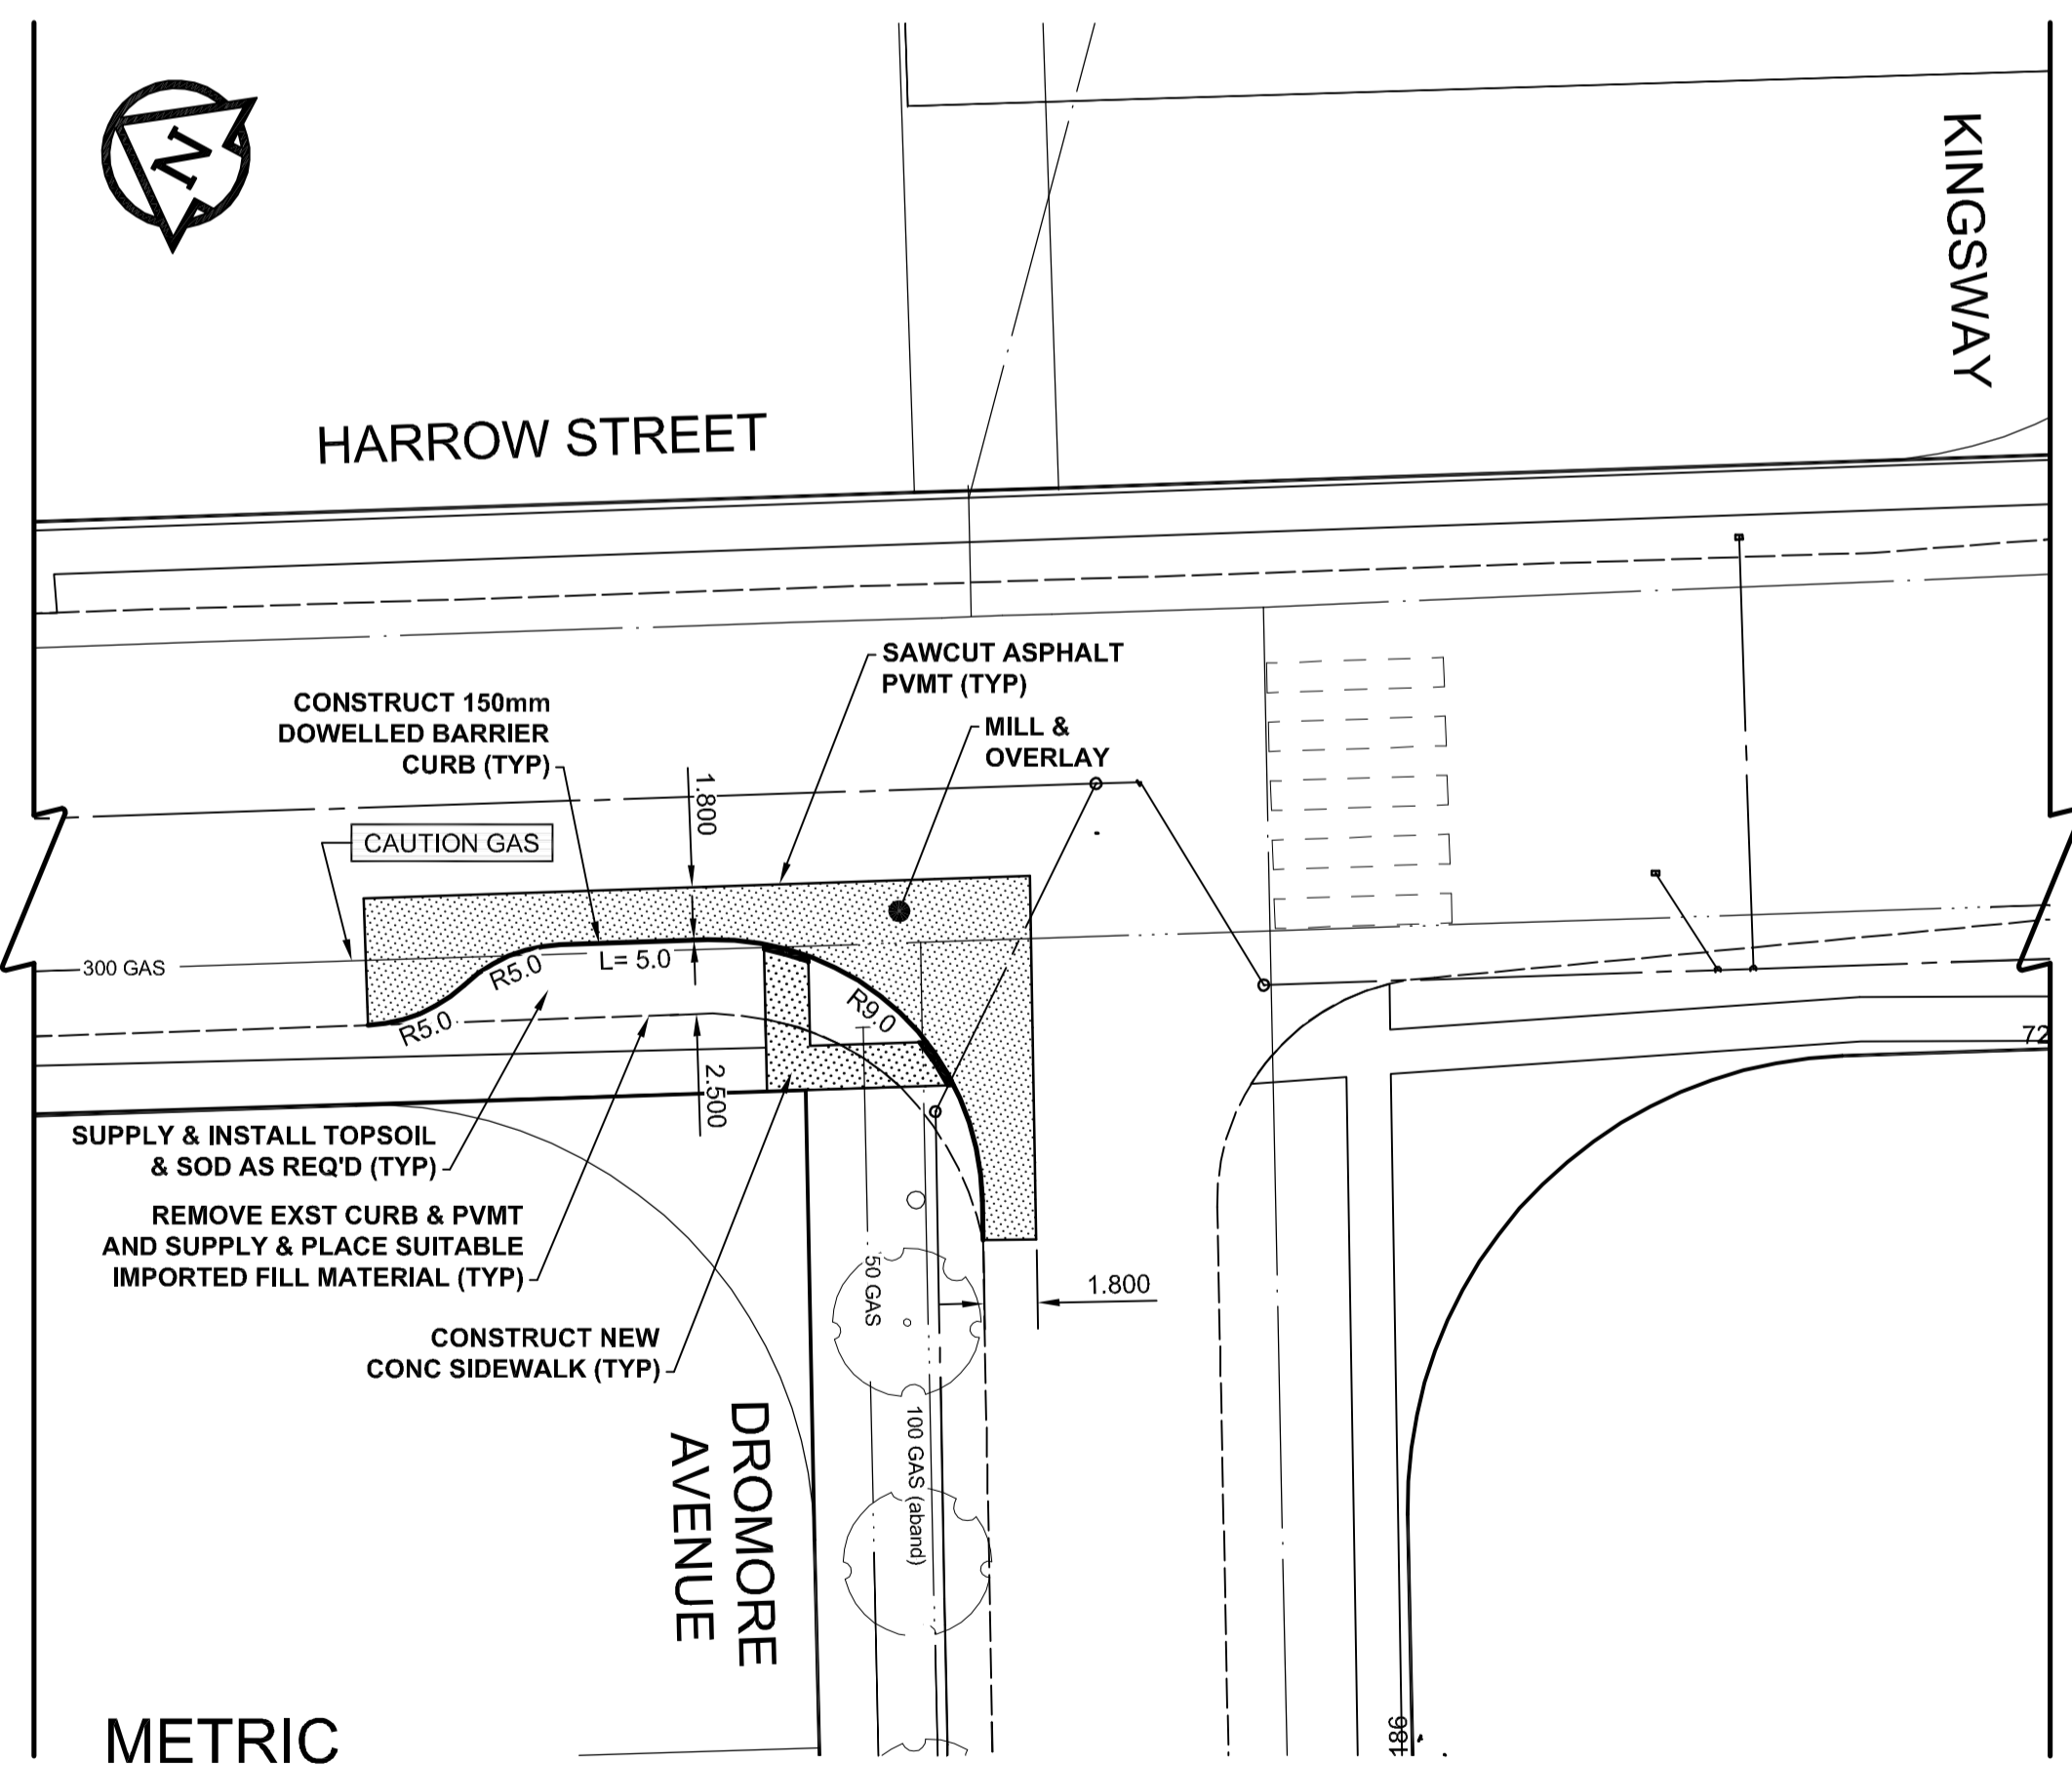 N
KINGSWAY
HARROW STREET
SAWCUT ASPHALT
PVMT (TYP)
CONSTRUCT 150mm
DOWELLED BARRIER
CURB (TYP)
MILL &
OVERLAY
1.800
CAUTION GAS
300 GAS
R5.0
L= 5.0
R9.0
R5.0
72
2.500
SUPPLY & INSTALL TOPSOIL
& SOD AS REQ'D (TYP)
REMOVE EXST CURB & PVMT
AND SUPPLY & PLACE SUITABLE
IMPORTED FILL MATERIAL (TYP)
50 GAS
1.800
CONSTRUCT NEW
CONC SIDEWALK (TYP)
100 GAS (aband)
DROMORE
AVENUE
186
METRIC